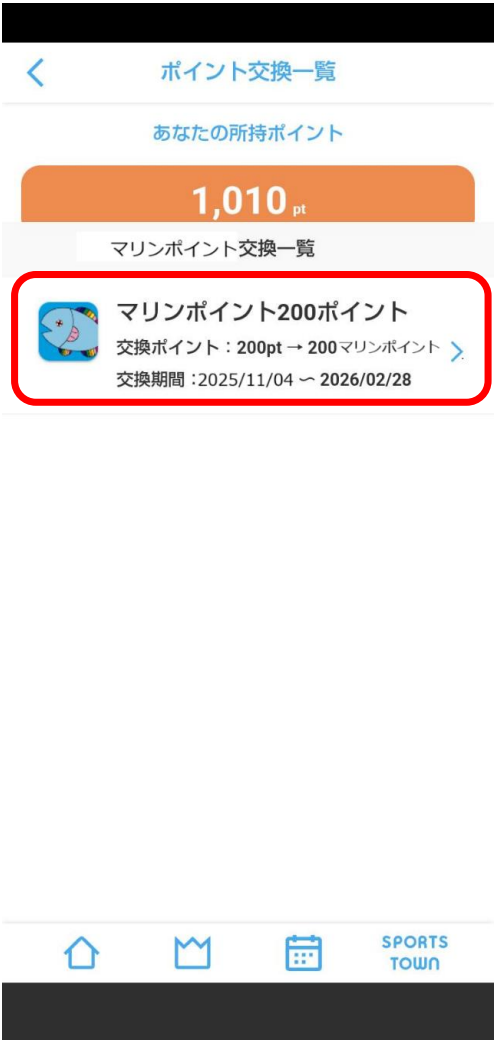 ポイント交換一覧
あなたの所持ポイント
1,010 pt
マリンポイント交換一覧
マリンポイント200ポイント
交換ポイント：200pt → 200マリンポイント
交換期間：2025/11/04 〜 2026/02/28
SPORTS
TOWN